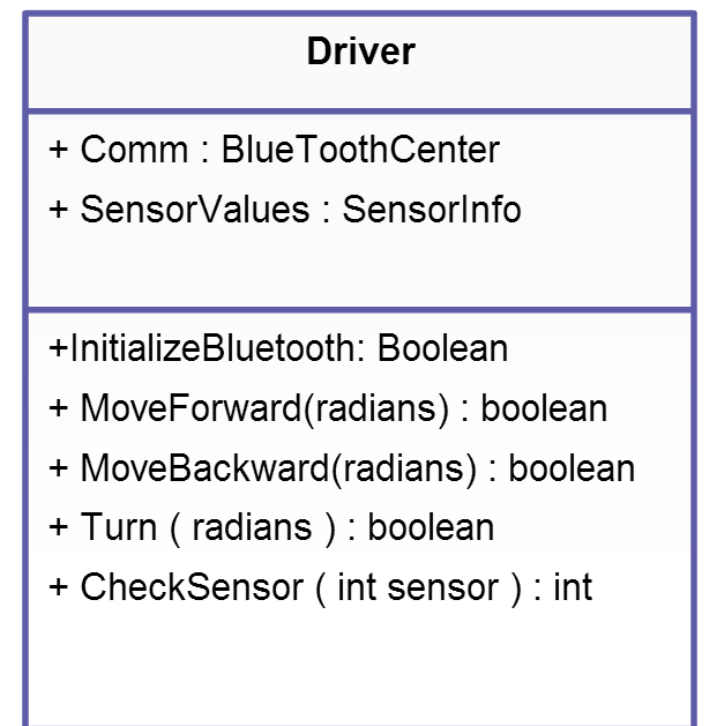 Driver
+ Comm : BlueToothCenter
+ SensorValues : SensorInfo
+InitializeBluetooth: Boolean
+ MoveForward(radians) : boolean
+ MoveBackward(radians) : boolean
+ Turn ( radians ) : boolean
+ CheckSensor ( int sensor ) : int